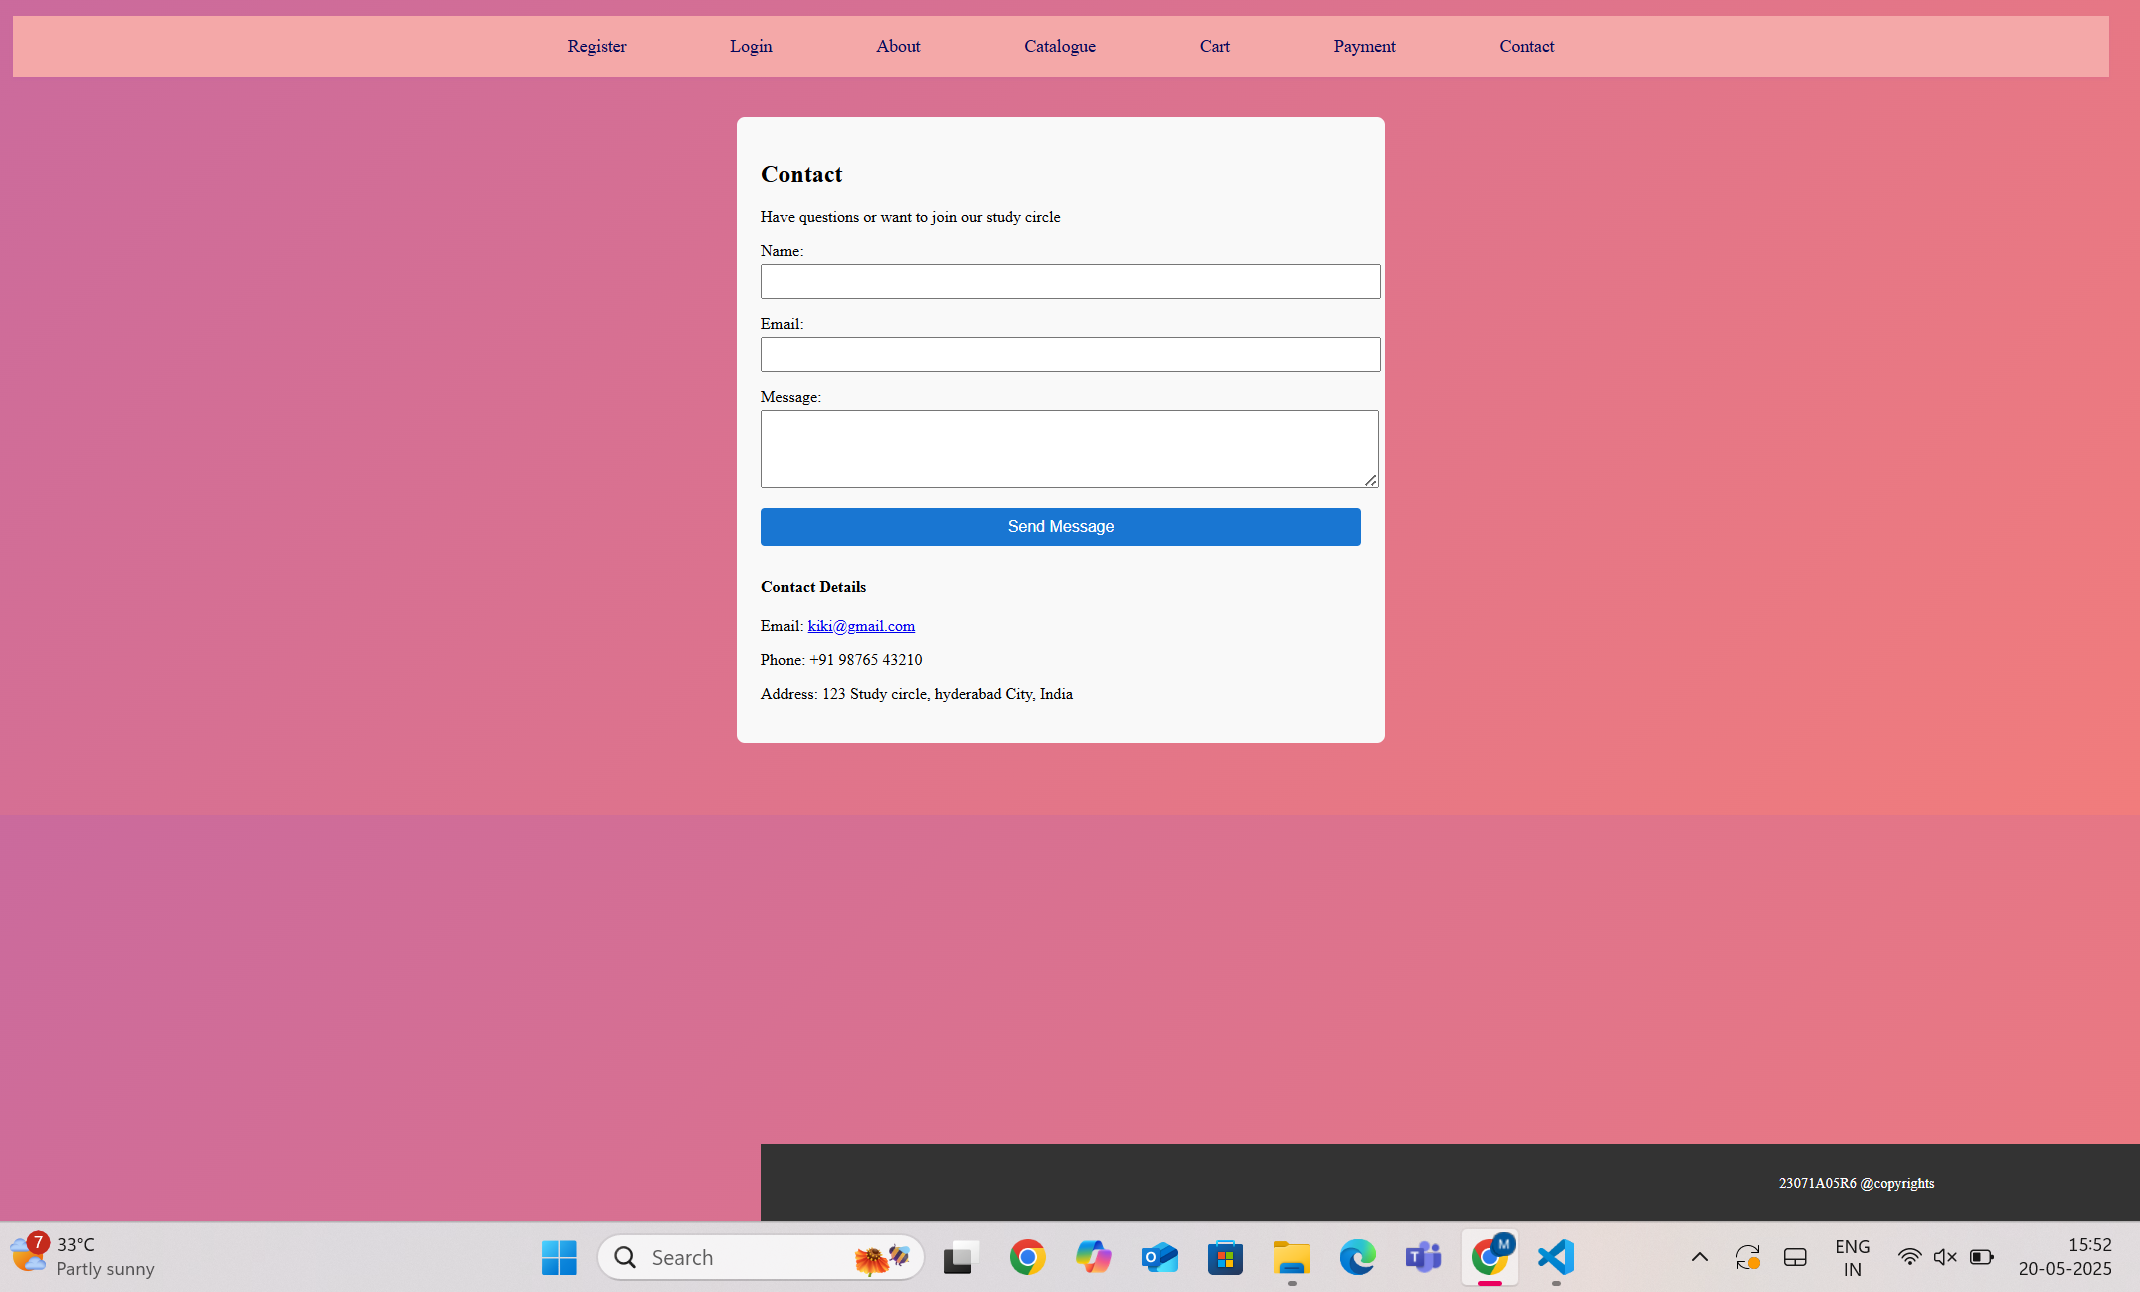 Register Login About Catalogue Cart Payment Contact
Contact
Have questions or want to join our study circle
Name:
Email:
Message:
Send Message
Contact Details
Email: kiki@gmail.com
Phone: +91 98765 43210
Address: 123 Study circle, hyderabad City, India
23071A05R6 @copyrights
7
33°C
Partly sunny
Search
M
ENG
IN
15:52
20-05-2025